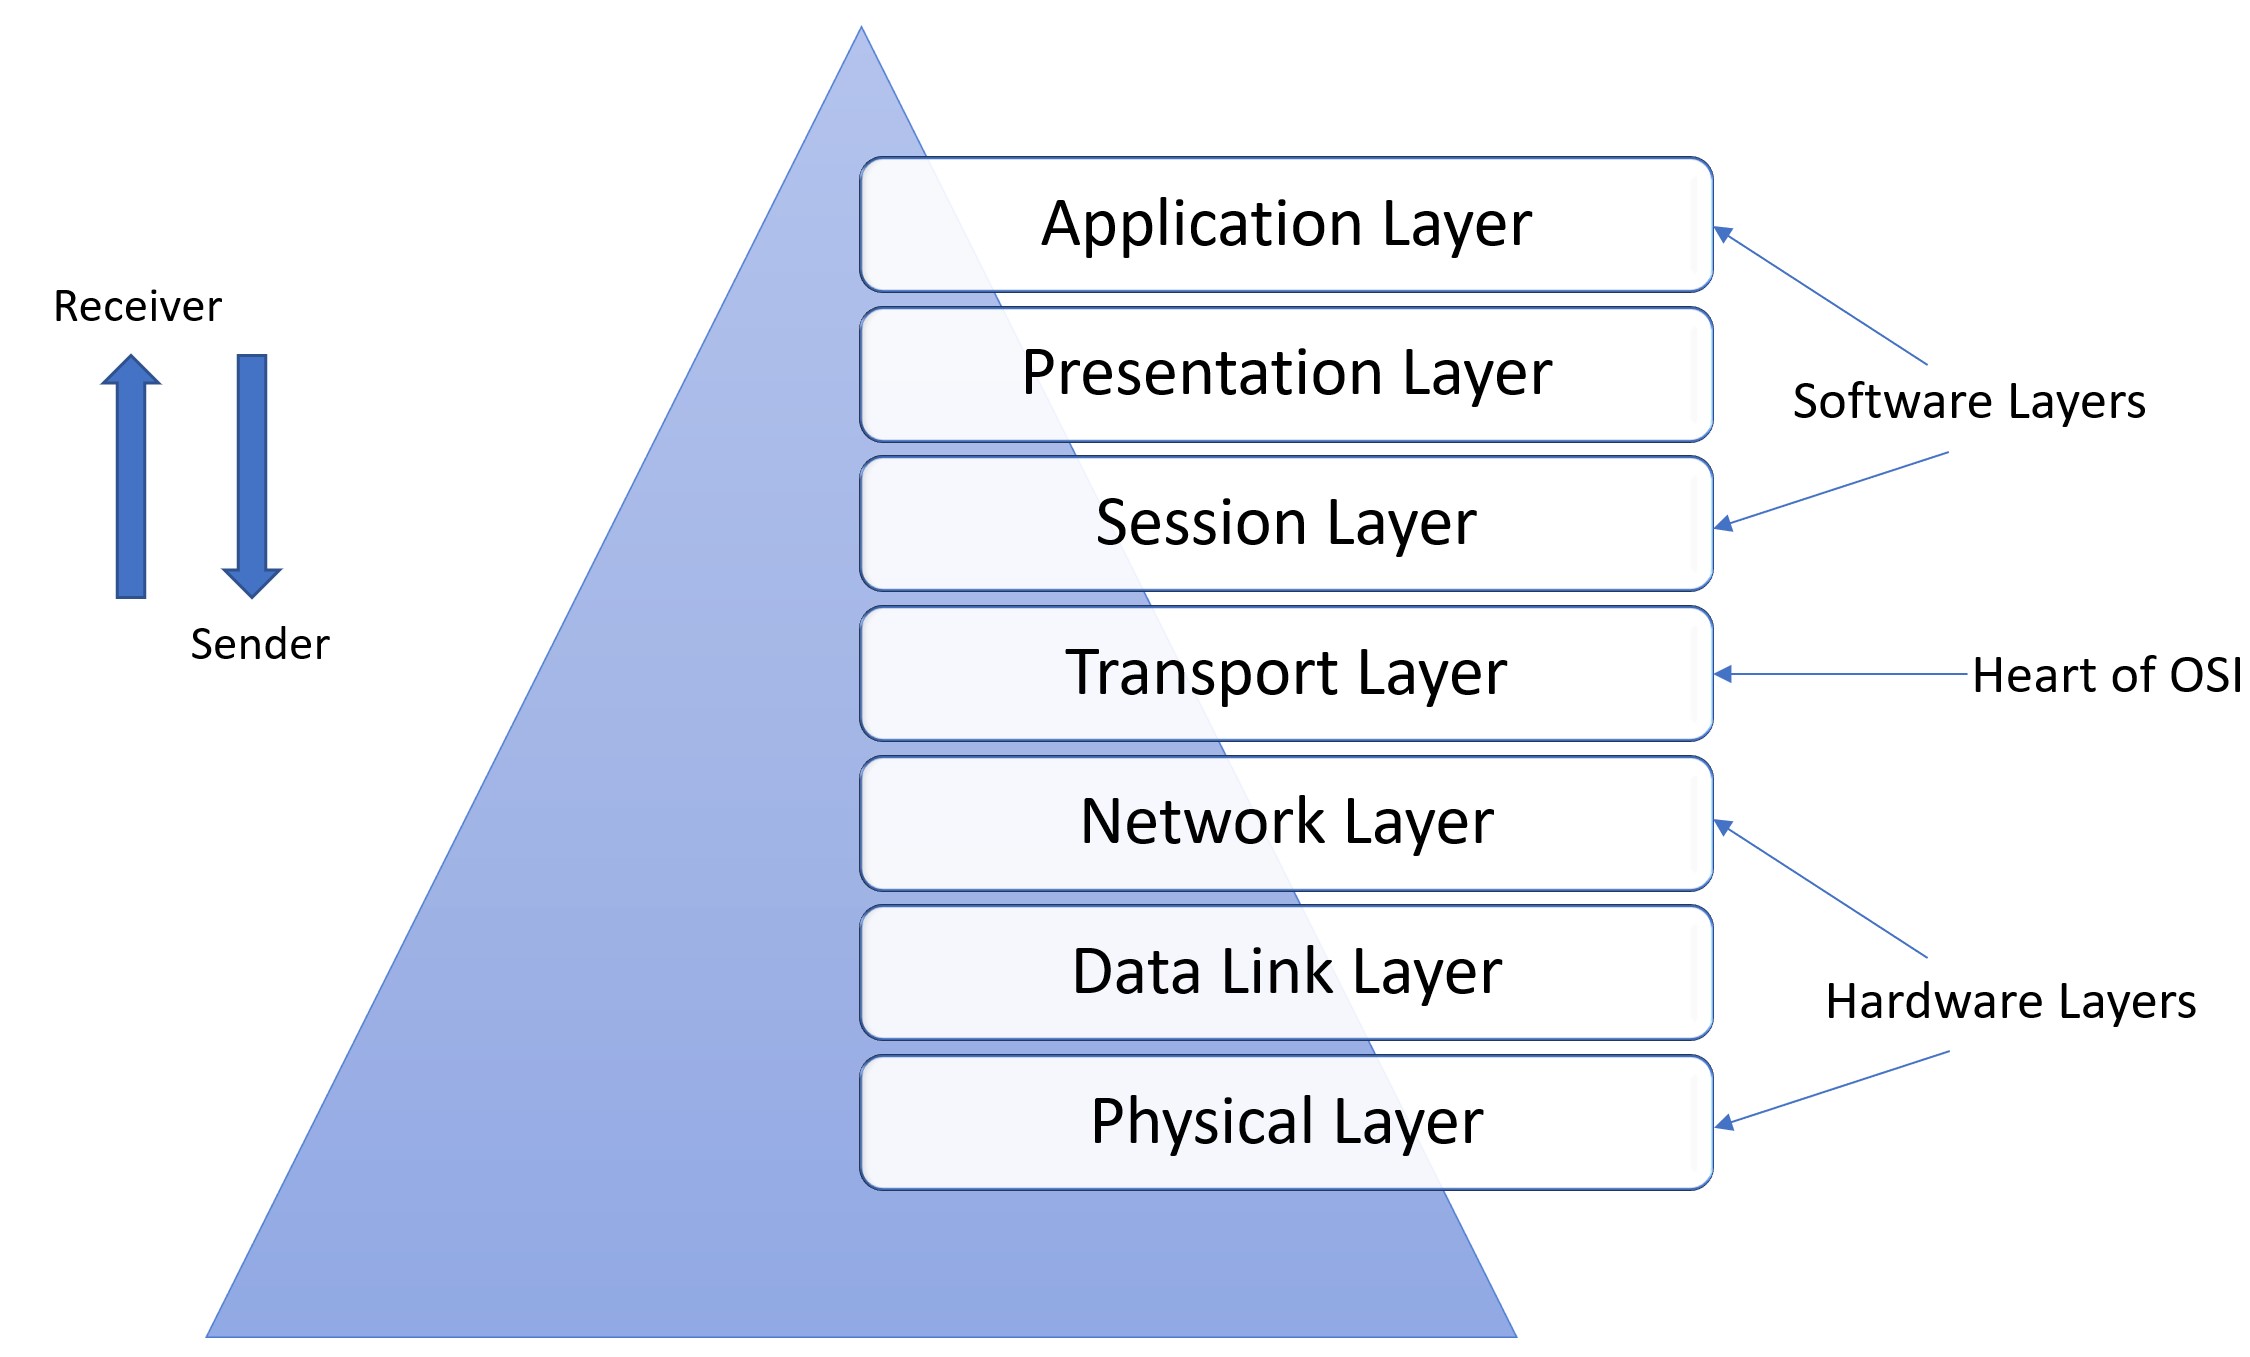 Application Layer
Receiver
Presentation Layer
Software Layers
Session Layer
Sender
Transport Layer
Heart of OSI
Network Layer
Data Link Layer
Hardware Layers
Physical Layer